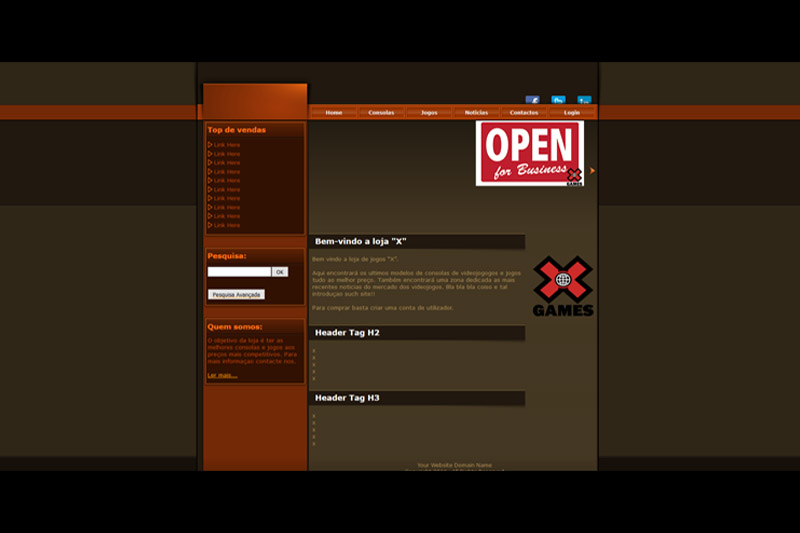 Home Consolas Jogos Notícias Contactos Login
Top de vendas
Link Here
Link Here
Link Here
Link Here
Link Here
Link Here
Link Here
Link Here
Link Here
Link Here
Pesquisa:
Ok
Pesquisa Avançada
Quem somos:
O objetivo da loja é ter as
melhores consolas e jogos aos
preços mais competitivos. Para
mais informaçao contacte nos.
Ler mais...
OPEN
for Business
X
GAMES
Bem-vindo a loja "X"
Bem vindo a loja de jogos "X".
Aqui encontrará os ultimos modelos de consolas de videojogos e jogos
tudo ao melhor preço. Também encontrará uma zona dedicada as mais
recentes noticias do mercado dos videojogos. Bla bla bla coiso e tal
introduçao such site!!
Para comprar basta criar uma conta de utilizador.
X
GAMES
Header Tag H2
x
x
x
x
x
Header Tag H3
x
x
x
x
x
Your Website Domain Name